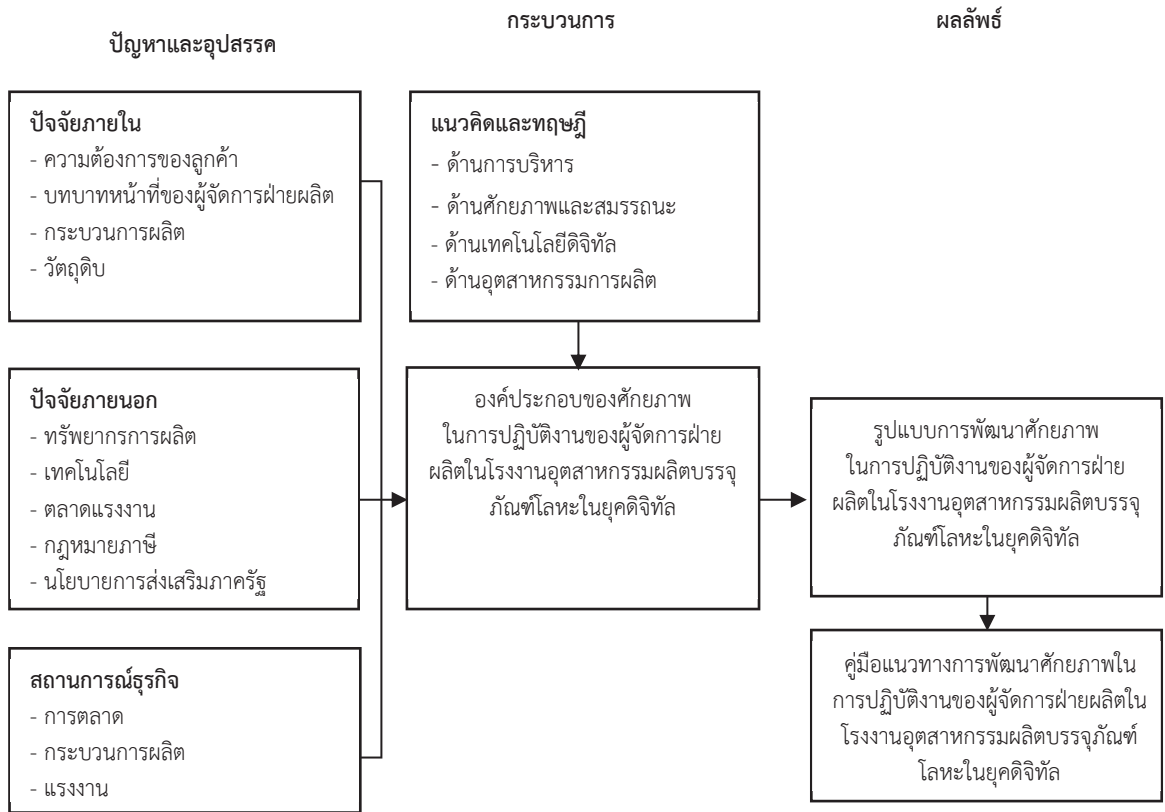 ปัญหาและอุปสรรค
กระบวนการ
ผลลัพธ์
ปัจจัยภายใน
- ความต้องการของลูกค้า
- บทบาทหน้าที่ของผู้จัดการฝ่ายผลิต
- กระบวนการผลิต
- วัตถุดิบ
ปัจจัยภายนอก
- ทรัพยากรการผลิต
- เทคโนโลยี
- ตลาดแรงงาน
- กฎหมายภาษี
- นโยบายการส่งเสริมภาครัฐ
สถานการณ์ธุรกิจ
- การตลาด
- กระบวนการผลิต
- แรงงาน
แนวคิดและทฤษฎี
- ด้านการบริหาร
- ด้านศักยภาพและสมรรถนะ
- ด้านเทคโนโลยีดิจิทัล
- ด้านอุตสาหกรรมการผลิต
องค์ประกอบของศักยภาพ
ในการปฏิบัติงานของผู้จัดการฝ่าย
ผลิตในโรงงานอุตสาหกรรมผลิตบรรจุ
ภัณฑ์โลหะในยุคดิจิทัล
รูปแบบการพัฒนาศักยภาพ
ในการปฏิบัติงานของผู้จัดการฝ่าย
ผลิตในโรงงานอุตสาหกรรมผลิตบรรจุ
ภัณฑ์โลหะในยุคดิจิทัล
คู่มือแนวทางการพัฒนาศักยภาพใน
การปฏิบัติงานของผู้จัดการฝ่ายผลิตใน
โรงงานอุตสาหกรรมผลิตบรรจุภัณฑ์
โลหะในยุคดิจิทัล